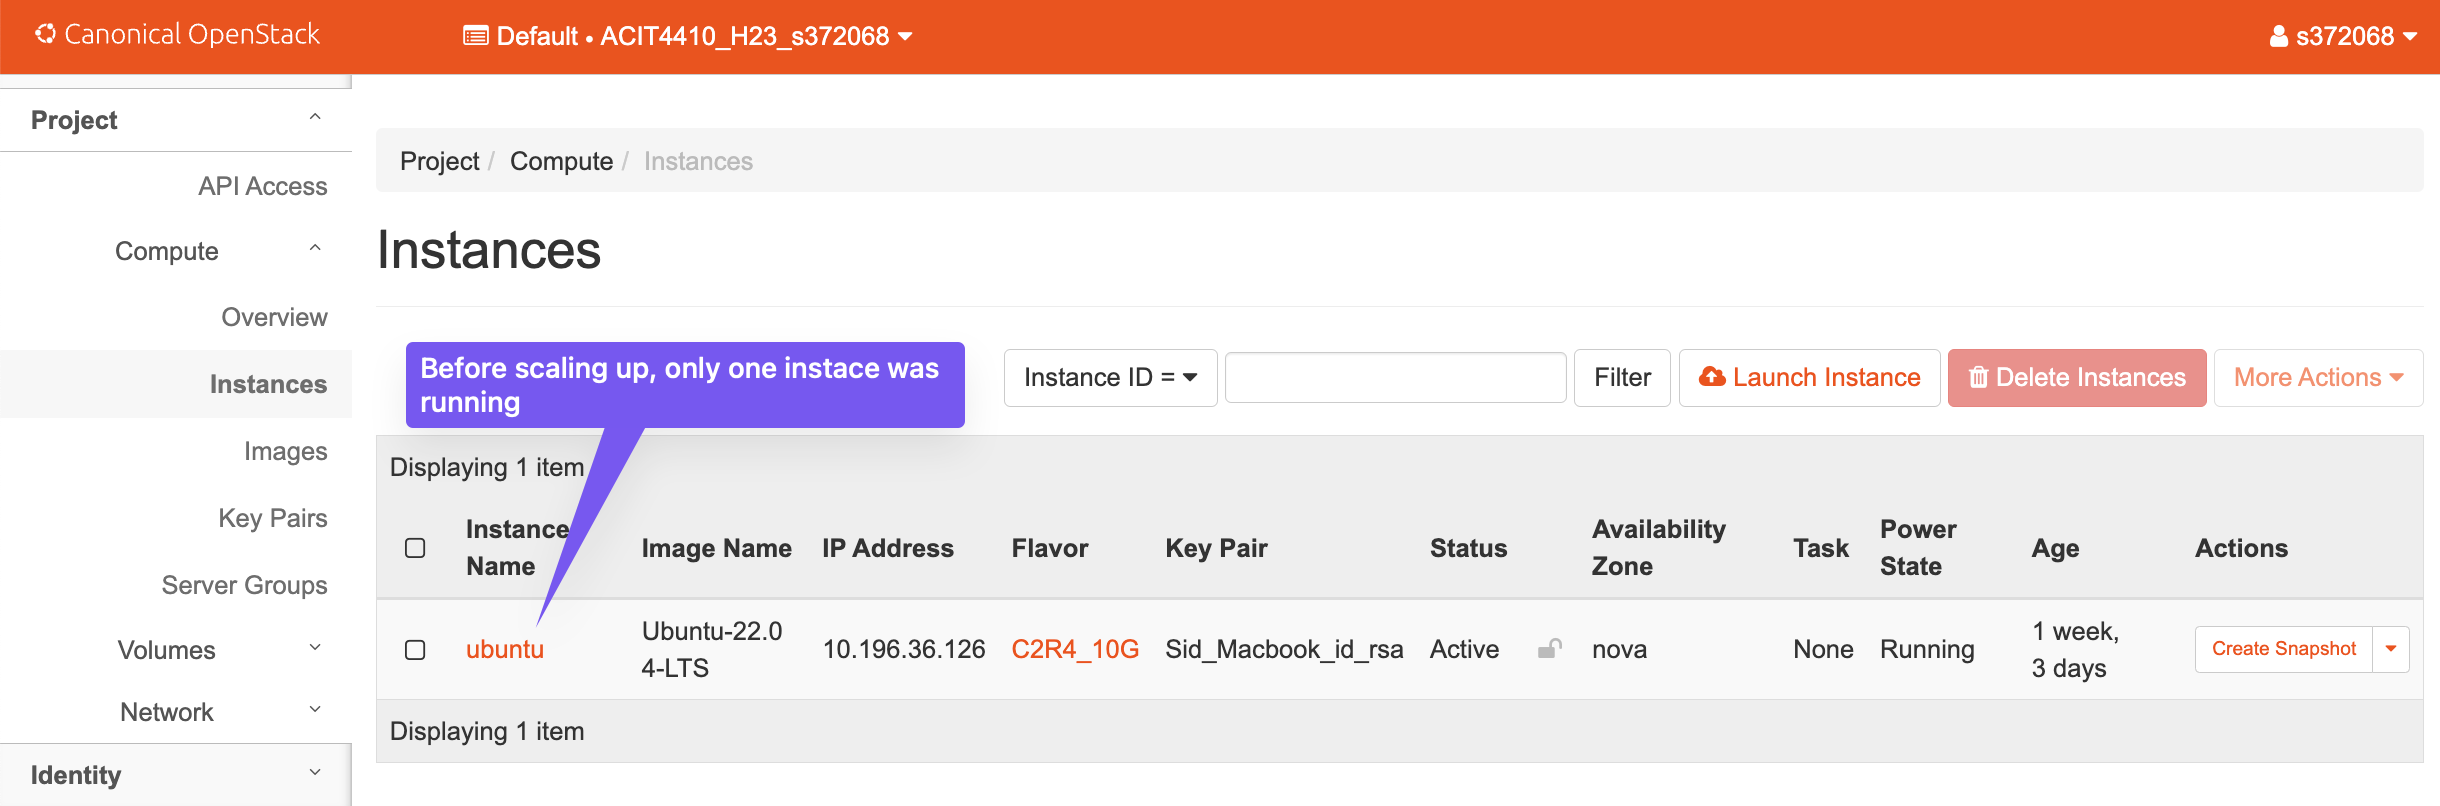 Canonical OpenStack
Default • ACIT4410_H23_s372068
s372068
Project
API Access
Compute
Overview
Instances
Images
Key Pairs
Server Groups
Volumes
Network
Identity
Project / Compute / Instances
Instances
Before scaling up, only one instace was
running
Instance ID =
Filter
Launch Instance
Delete Instances
More Actions
Displaying 1 item
Instance
Name
Image Name
IP Address
Flavor
Key Pair
Status
Availability
Zone
Task
Power
State
Age
Actions
ubuntu
Ubuntu-22.0
4-LTS
10.196.36.126
C2R4_10G
Sid_Macbook_id_rsa
Active
nova
None
Running
1 week,
3 days
Create Snapshot
Displaying 1 item